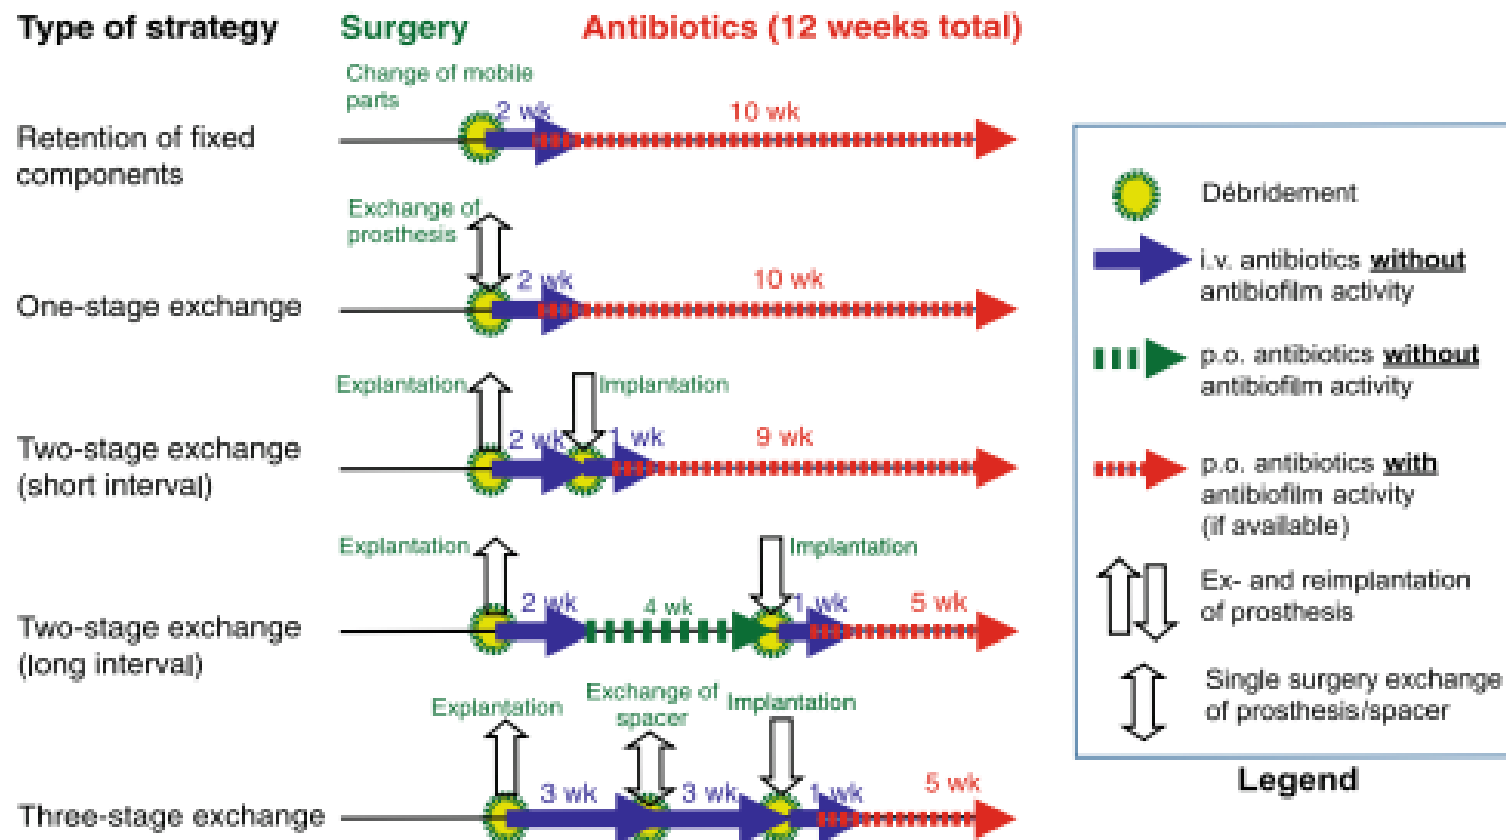 Type of strategy
Surgery
Antibiotics (12 weeks total)
Change of mobile
parts
2 wk
10 wk
Retention of fixed
components
Exchange of
prosthesis
2 wk
10 wk
One-stage exchange
Explantation
Implantation
2 wk
1 wk
9 wk
Two-stage exchange
(short interval)
Explantation
Implantation
2 wk
4 wk
1 wk
5 wk
Two-stage exchange
(long interval)
Explantation
Exchange of
spacer
Implantation
3 wk
3 wk
1 wk
5 wk
Three-stage exchange
Débridement
i.v. antibiotics without
antibiofilm activity
p.o. antibiotics without
antibiofilm activity
p.o. antibiotics with
antibiofilm activity
(if available)
Ex- and reimplantation
of prosthesis
Single surgery exchange
of prosthesis/spacer
Legend